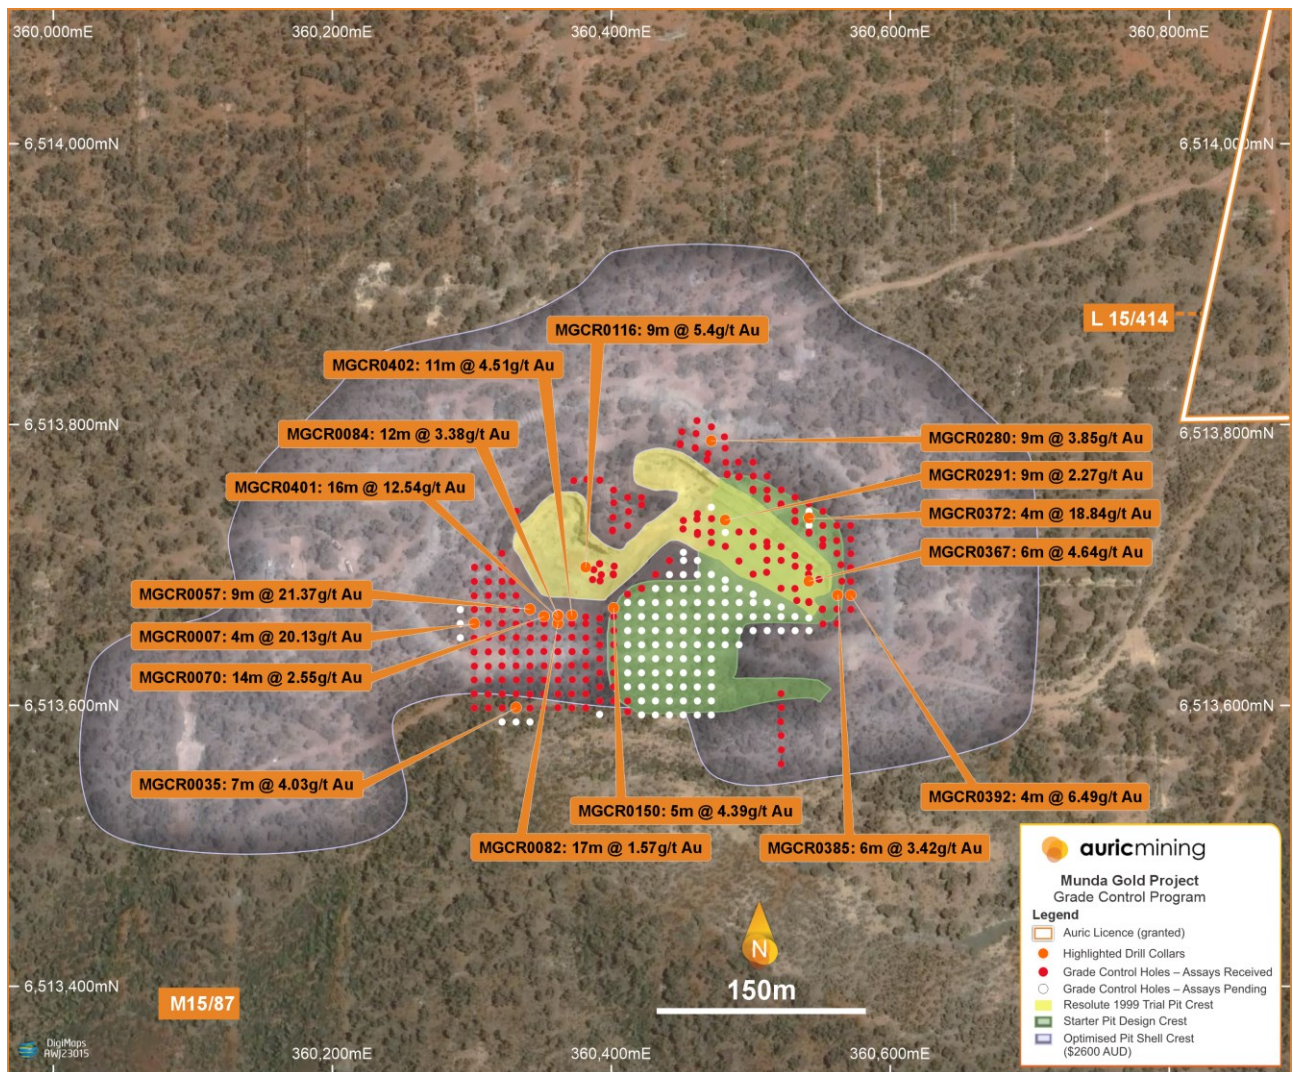 360,000mE
360,200mE
360,400mE
360,600mE
360,800mE
6,514,000mN
6,514,000mN
L 15/414
MGCR0116: 9m @ 5.4g/t Au
MGCR0402: 11m @ 4.51g/t Au
6,513,800mN
6,513,800mN
MGCR0084: 12m @ 3.38g/t Au
MGCR0280: 9m @ 3.85g/t Au
MGCR0291: 9m @ 2.27g/t Au
MGCR0401: 16m @ 12.54g/t Au
MGCR0372: 4m @ 18.84g/t Au
MGCR0367: 6m @ 4.64g/t Au
MGCR0057: 9m @ 21.37g/t Au
MGCR0007: 4m @ 20.13g/t Au
MGCR0070: 14m @ 2.55g/t Au
6,513,600mN
6,513,600mN
MGCR0035: 7m @ 4.03g/t Au
MGCR0392: 4m @ 6.49g/t Au
MGCR0150: 5m @ 4.39g/t Au
MGCR0082: 17m @ 1.57g/t Au
MGCR0385: 6m @ 3.42g/t Au
auricmining
Munda Gold Project
Grade Control Program
Legend
Auric Licence (granted)
Highlighted Drill Collars
Grade Control Holes – Assays Received
Grade Control Holes – Assays Pending
Resolute 1999 Trial Pit Crest
Starter Pit Design Crest
Optimised Pit Shell Crest
($2600 AUD)
N
150m
6,513,400mN
M15/87
DigiMaps
AWJ23015
360,200mE
360,400mE
360,600mE